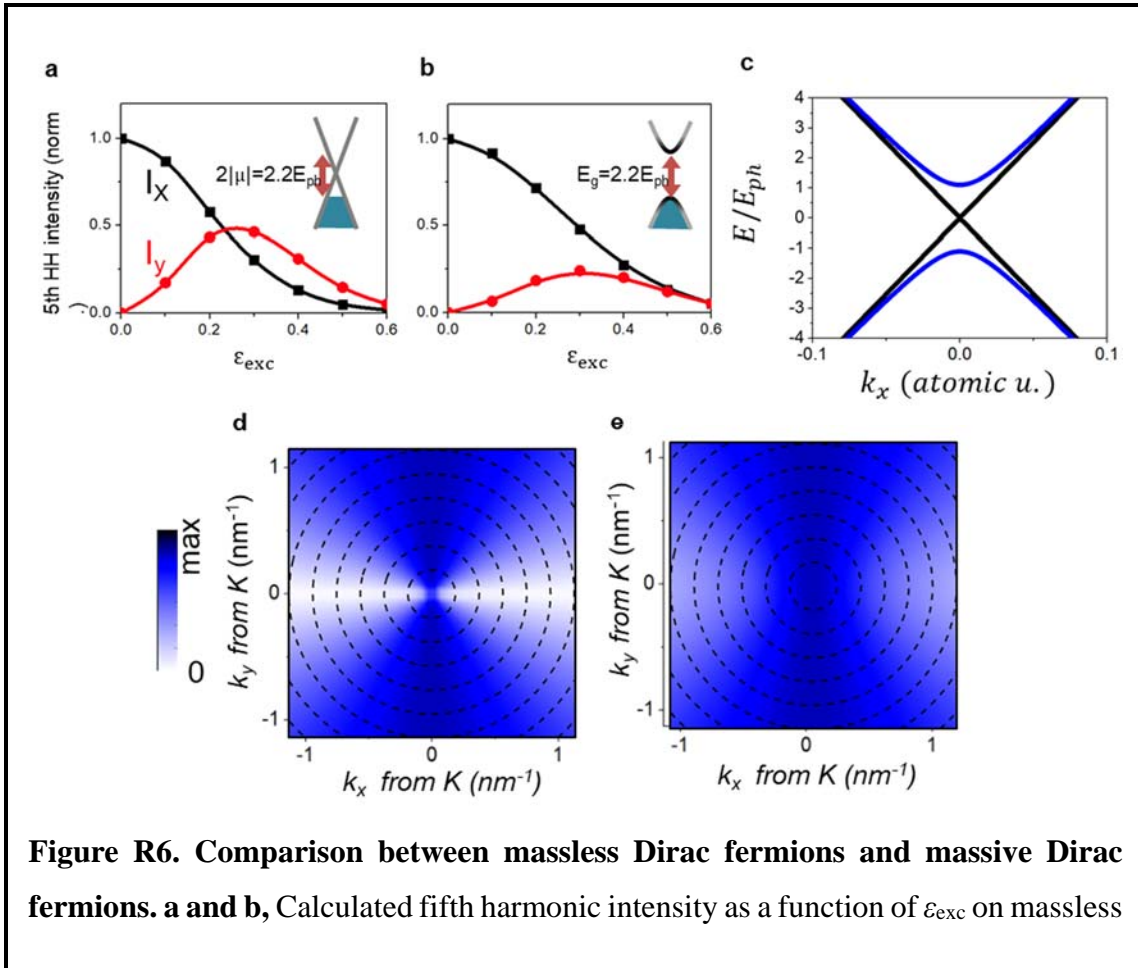 a
b
c
5th HH intensity (norm
.)
1.0
0.5
0.0
I_X
I_y
2|μ|=2.2E_ph
0.0 0.2 0.4 0.6
ε_exc
1.0
0.5
0.0
E_g=2.2E_ph
0.0 0.2 0.4 0.6
ε_exc
E/E_ph
4
3
2
1
0
-1
-2
-3
-4
-0.1 0.0 0.1
k_x (atomic u.)
d
e
max
0
k_y from K (nm⁻¹)
1
0
-1
-1 0 1
k_x from K (nm⁻¹)
k_y from K (nm⁻¹)
1
0
-1
-1 0 1
k_x from K (nm⁻¹)
Figure R6. Comparison between massless Dirac fermions and massive Dirac
fermions. a and b, Calculated fifth harmonic intensity as a function of ε_exc on massless